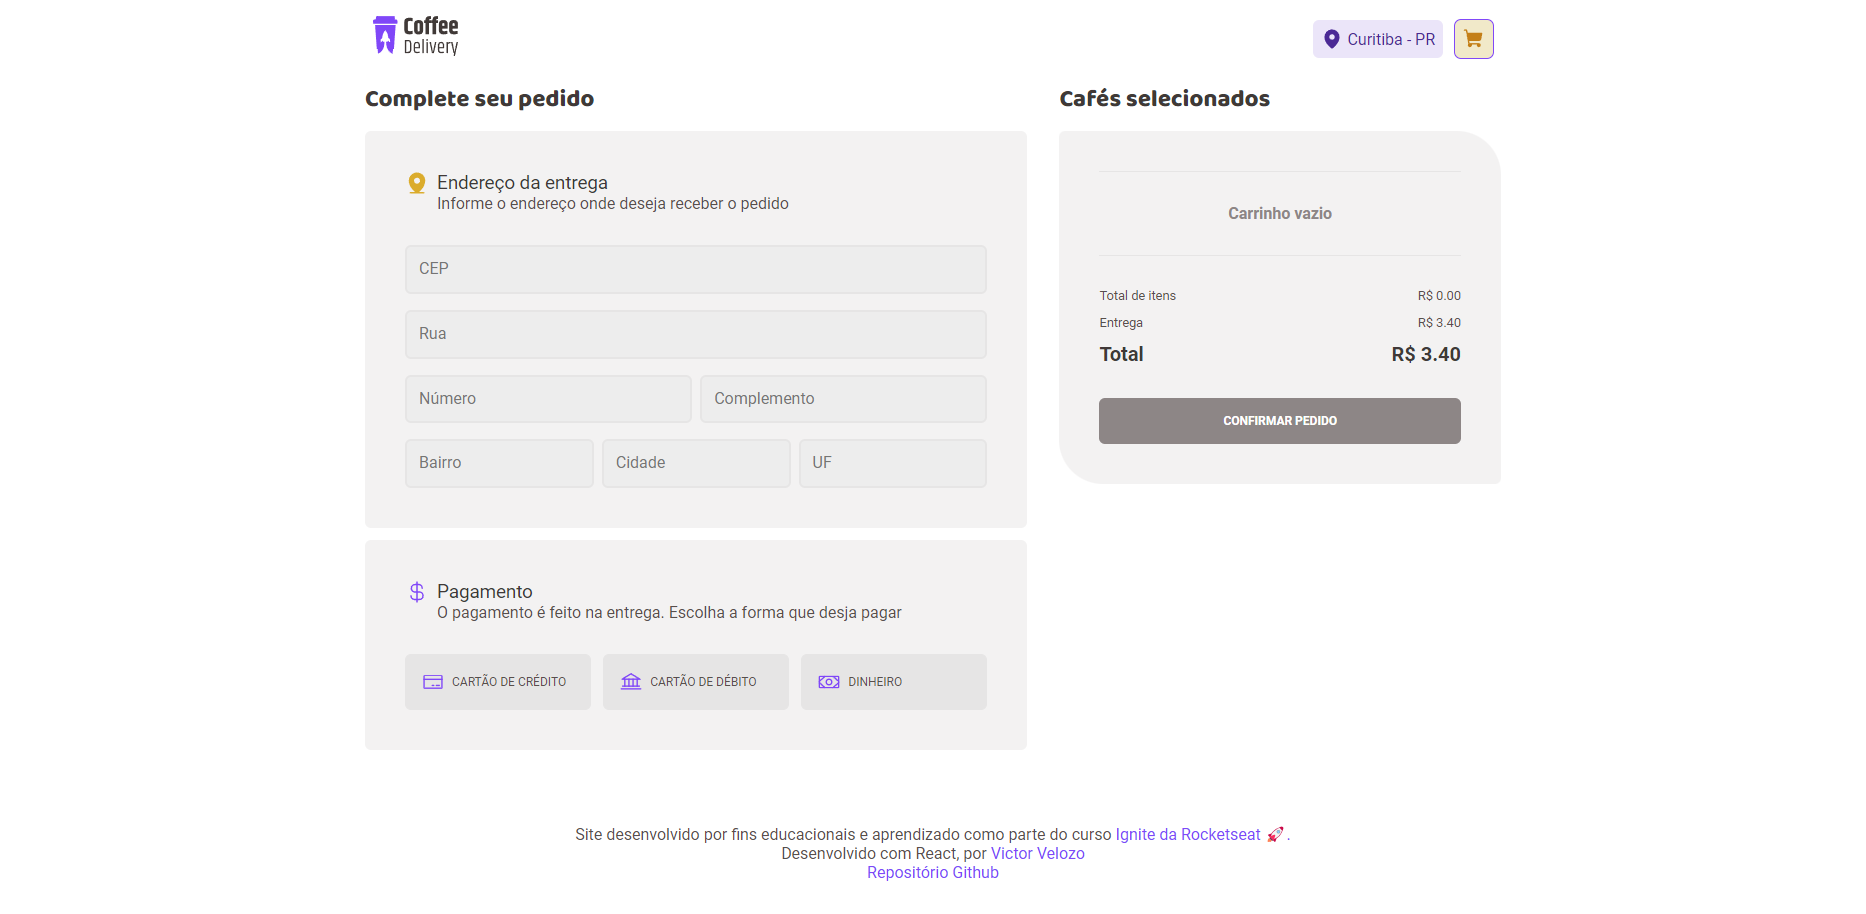 Coffee
Delivery
Curitiba - PR
Complete seu pedido
Cafés selecionados
Endereço da entrega
Informe o endereço onde deseja receber o pedido
CEP
Rua
Número
Complemento
Bairro
Cidade
UF
Carrinho vazio
Total de itens
R$ 0.00
Entrega
R$ 3.40
Total
R$ 3.40
CONFIRMAR PEDIDO
Pagamento
O pagamento é feito na entrega. Escolha a forma que desja pagar
CARTÃO DE CRÉDITO
CARTÃO DE DÉBITO
DINHEIRO
Site desenvolvido por fins educacionais e aprendizado como parte do curso Ignite da Rocketseat 🚀.
Desenvolvido com React, por Victor Velozo
Repositório Github